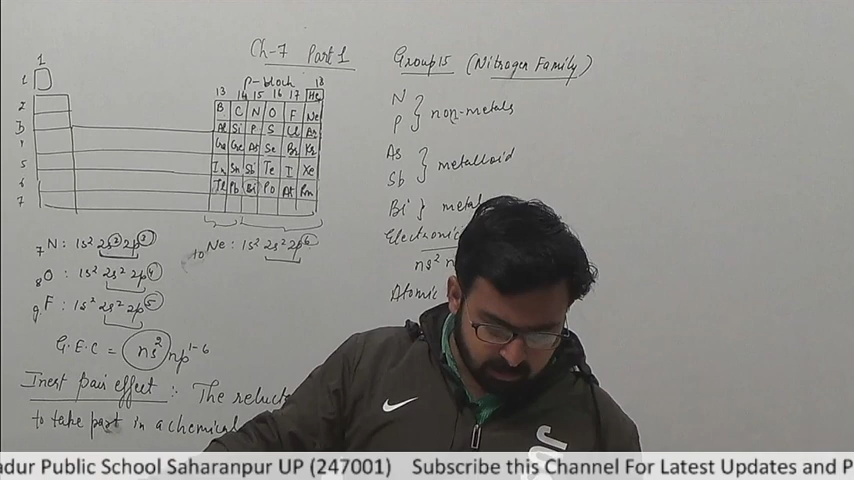 Ch-7 Part 1
1
p-block
18
13 14 15 16 17 He
1
2 B C N O F Ne
3 Al Si P S Cl Ar
4 Ga Ge As Se Br Kr
5 In Sn Sb Te I Xe
6 Tl Pb Bi Po At Rn
7
₇N : 1s² 2s² 2p³
₈O : 1s² 2s² 2p⁴
₉F : 1s² 2s² 2p⁵
₁₀Ne : 1s² 2s² 2p⁶
G.E.C = ns² np¹⁻⁶
Inert pair effect : The reluct
to take part in a chemical
Group 15 (Nitrogen Family)
N
P } non-metals
As
Sb } metalloid
Bi } metal
Electronic
ns² n
Atomic
adur Public School Saharanpur UP (247001) Subscribe this Channel For Latest Updates and P